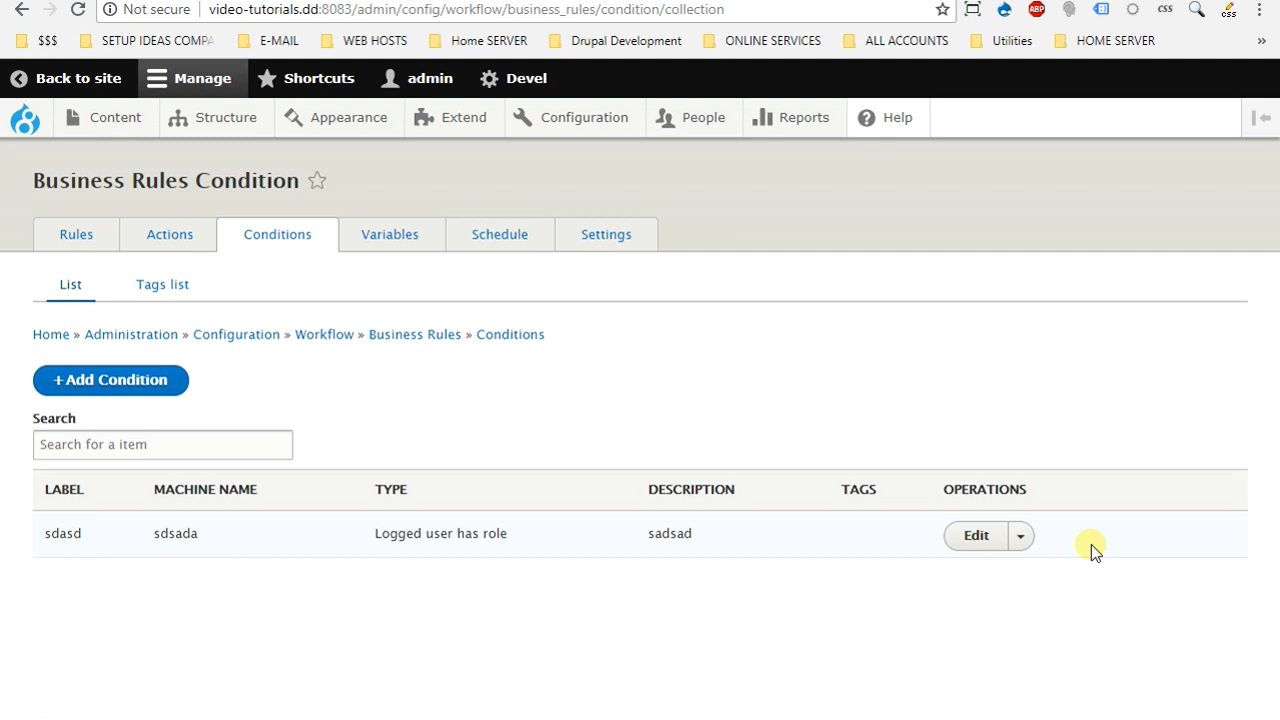 Not secure video-tutorials.dd:8083/admin/config/workflow/business_rules/condition/collection ABP css css
$$$ SETUP IDEAS COMPA E-MAIL WEB HOSTS Home SERVER Drupal Development ONLINE SERVICES ALL ACCOUNTS Utilities HOME SERVER »
Back to site Manage Shortcuts admin Devel
Content Structure Appearance Extend Configuration People Reports Help
Business Rules Condition
Rules Actions Conditions Variables Schedule Settings
List Tags list
Home » Administration » Configuration » Workflow » Business Rules » Conditions
+Add Condition
Search
Search for a item
LABEL MACHINE NAME TYPE DESCRIPTION TAGS OPERATIONS
sdasd sdsada Logged user has role sadsad Edit